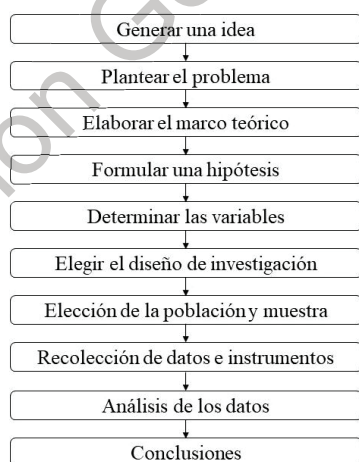 Generar una idea
Plantear el problema
Elaborar el marco teórico
Formular una hipótesis
Determinar las variables
Elegir el diseño de investigación
Elección de la población y muestra
Recolección de datos e instrumentos
Análisis de los datos
Conclusiones